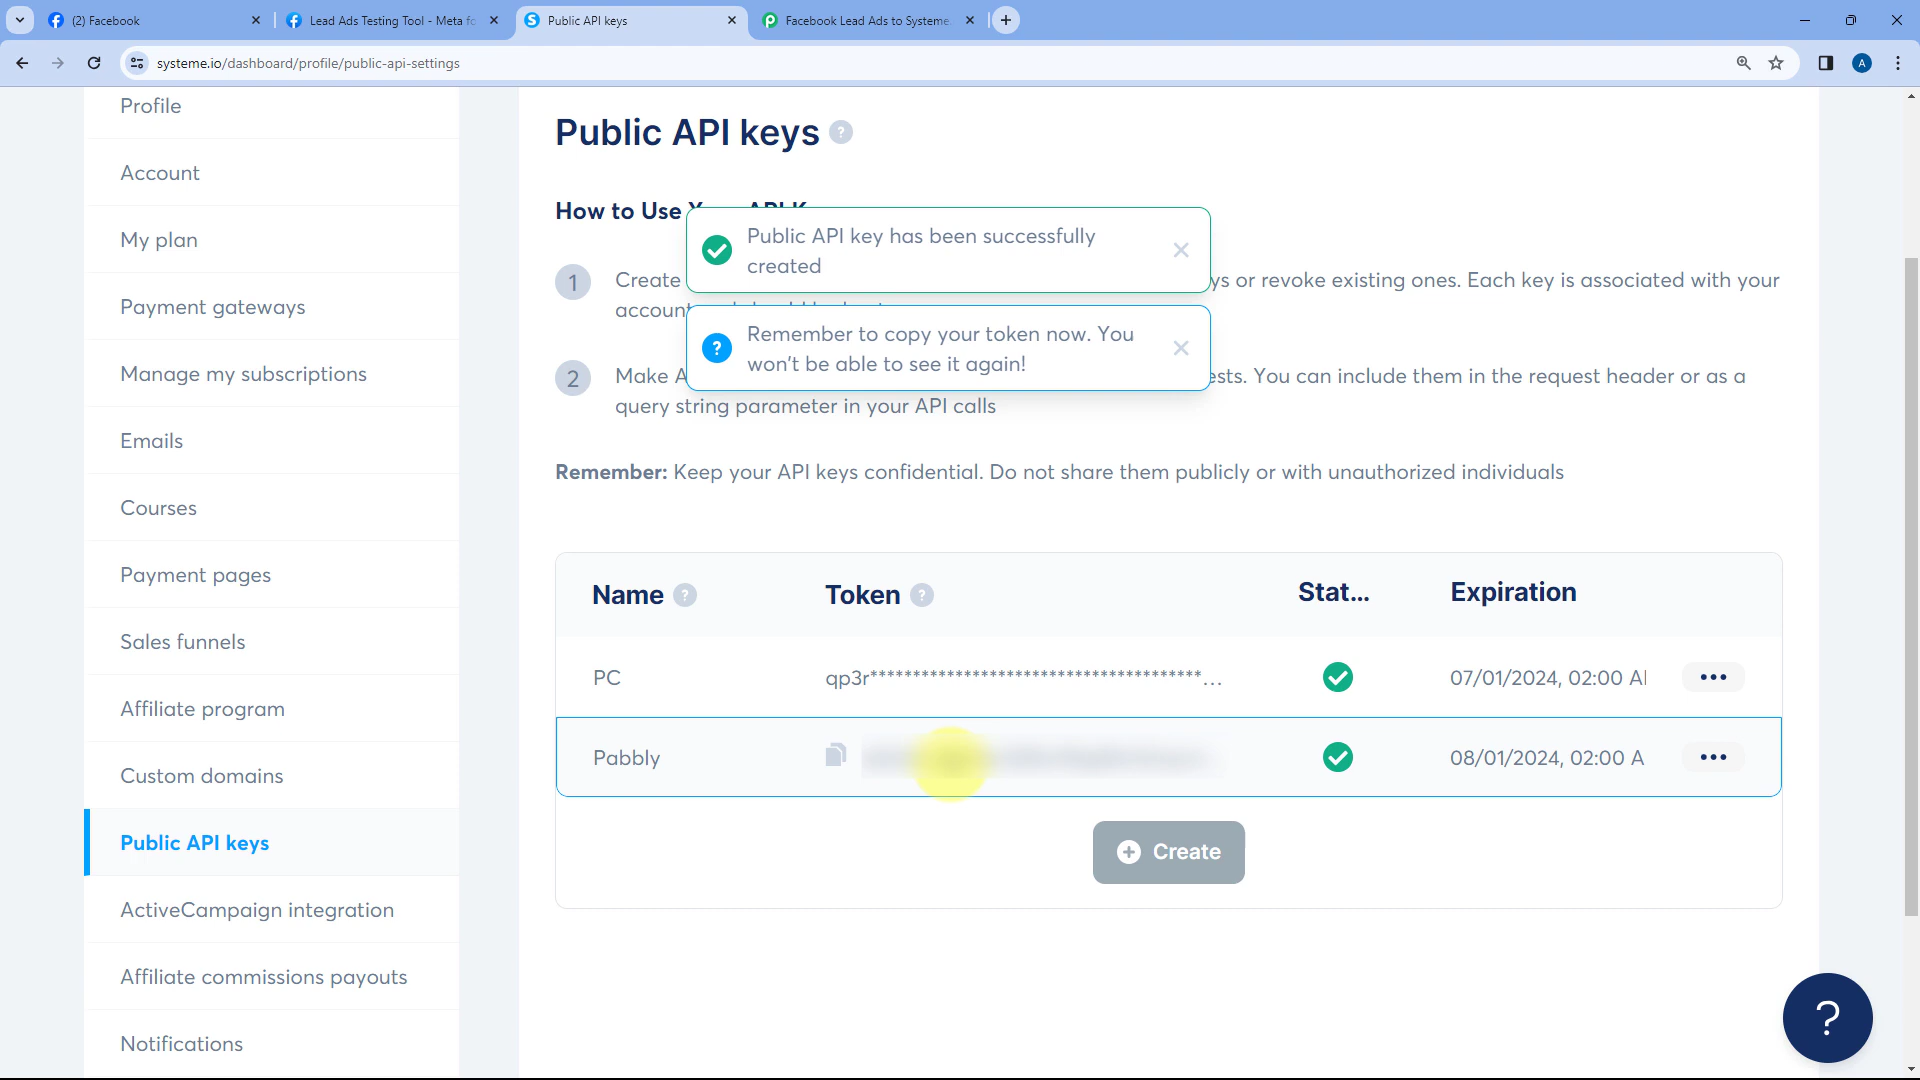 (2) Facebook
Lead Ads Testing Tool - Meta fo
Public API keys
Facebook Lead Ads to Systeme.
systeme.io/dashboard/profile/public-api-settings
A
Profile
Account
My plan
Payment gateways
Manage my subscriptions
Emails
Courses
Payment pages
Sales funnels
Affiliate program
Custom domains
Public API keys
ActiveCampaign integration
Affiliate commissions payouts
Notifications
Public API keys ?
How to Use
Public API key has been successfully
created
Remember to copy your token now. You
won't be able to see it again!
1
Create
ys or revoke existing ones. Each key is associated with your
account
2
Make A
ests. You can include them in the request header or as a
query string parameter in your API calls
Remember: Keep your API keys confidential. Do not share them publicly or with unauthorized individuals
Name ? Token ? Stat... Expiration
PC qp3r**************************************... 07/01/2024, 02:00 A
Pabbly 08/01/2024, 02:00 A
Create
?